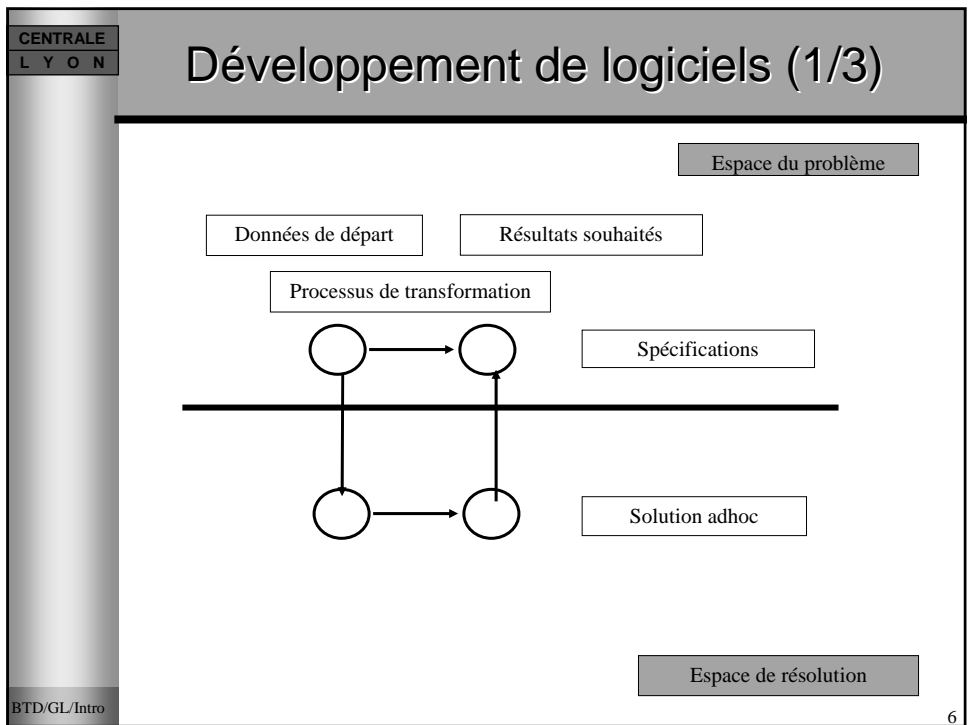 CENTRALE
L Y O N
Développement de logiciels (1/3)
Espace du problème
Données de départ
Résultats souhaités
Processus de transformation
Spécifications
Solution adhoc
Espace de résolution
BTD/GL/Intro
6